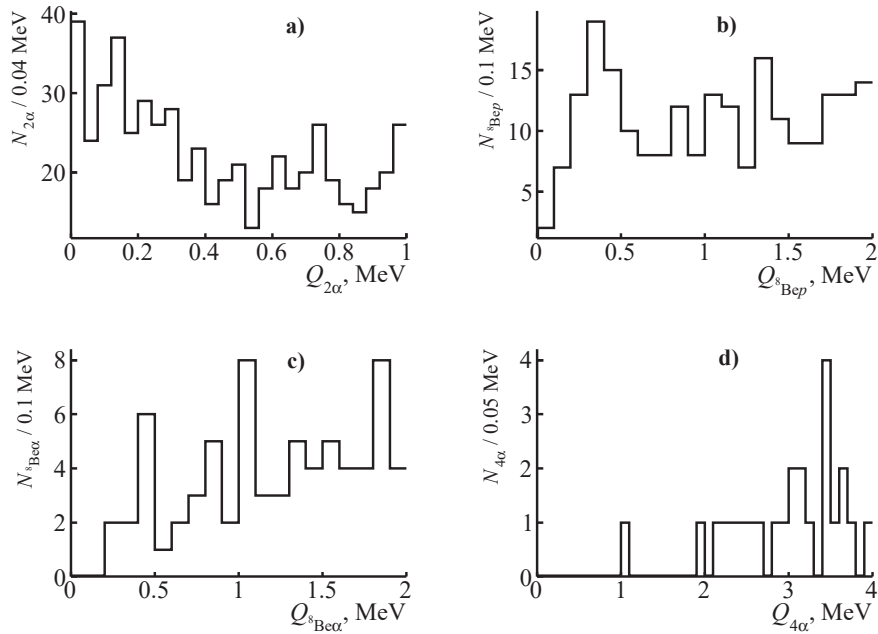 a)
N2α / 0.04 MeV
40
30
20
0 0.2 0.4 0.6 0.8 1
Q2α, MeV
b)
N⁸Bep / 0.1 MeV
15
10
5
0 0.5 1 1.5 2
Q⁸Bep, MeV
c)
N⁸Beα / 0.1 MeV
8
6
4
2
0
0.5 1 1.5 2
Q⁸Beα, MeV
d)
N4α / 0.05 MeV
4
3
2
1
0
1 2 3 4
Q4α, MeV